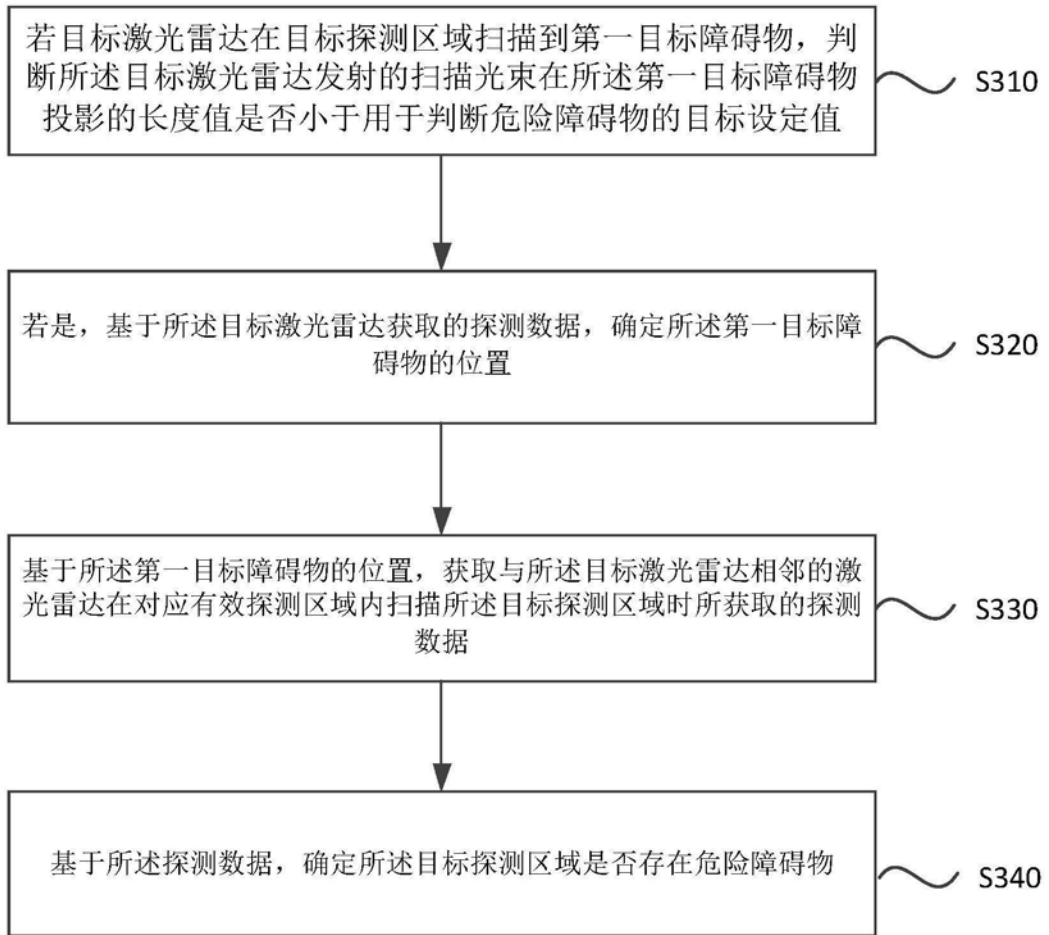 若目标激光雷达在目标探测区域扫描到第一目标障碍物，判
断所述目标激光雷达发射的扫描光束在所述第一目标障碍物
投影的长度值是否小于用于判断危险障碍物的目标设定值
S310
若是，基于所述目标激光雷达获取的探测数据，确定所述第一目标障
碍物的位置
S320
基于所述第一目标障碍物的位置，获取与所述目标激光雷达相邻的激
光雷达在对应有效探测区域内扫描所述目标探测区域时所获取的探测
数据
S330
基于所述探测数据，确定所述目标探测区域是否存在危险障碍物
S340